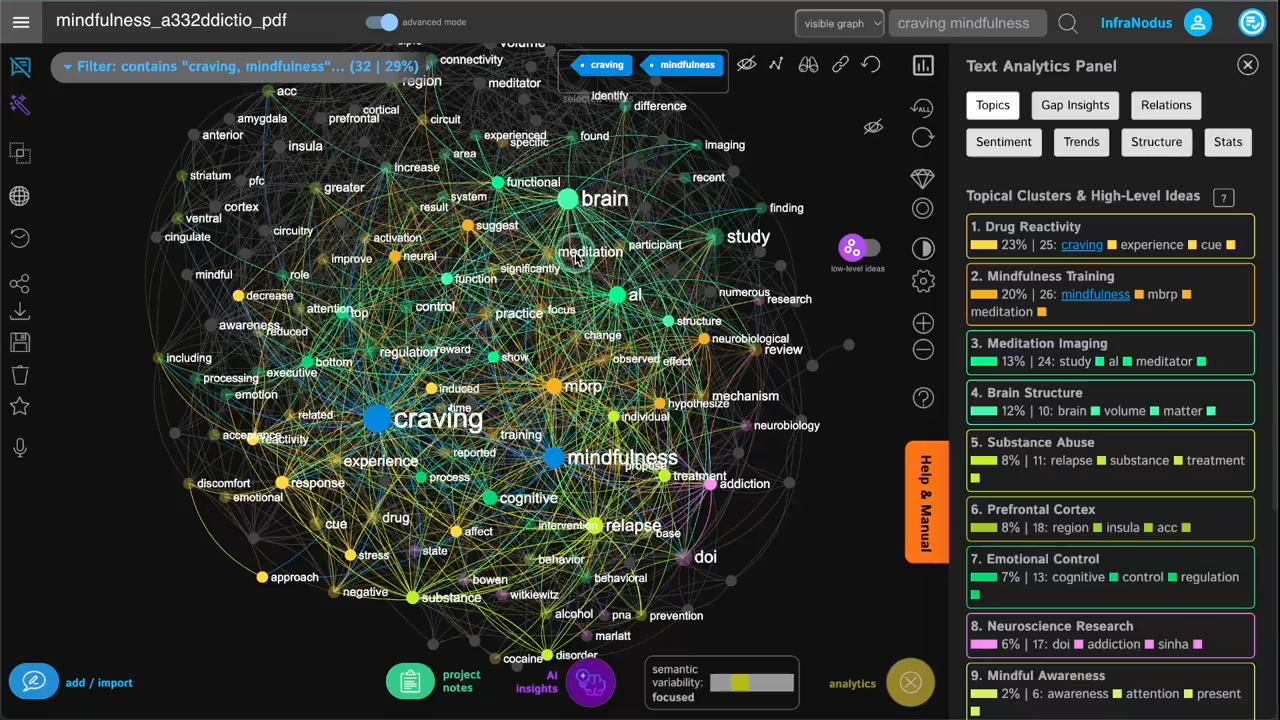 mindfulness_a332ddictio_pdf
advanced mode
visible graph
craving mindfulness
InfraNodus
Filter: contains "craving, mindfulness"... (32 | 29%)
craving
mindfulness
volume
connectivity
region
meditator
identify
difference
acc
cortical
prefrontal
amygdala
circuit
anterior
experienced
specific
found
insula
area
imaging
increase
striatum
pfc
greater
functional
recent
system
brain
cortex
result
ventral
finding
circuitry
suggest
cingulate
activation
participant
study
meditation
improve
neural
significantly
mindful
role
function
decrease
al
numerous
research
attention
top
control
practice
focus
structure
awareness
reduced
change
neurobiological
review
regulation
reward
including
bottom
show
observed
effect
executive
processing
emotion
induced
mbrp
mechanism
time
hypothesize
related
craving
individual
neurobiology
acceptance
reactivity
training
reported
mindfulness
experience
propose
process
treatment
discomfort
response
addiction
emotional
cognitive
cue
drug
intervention
relapse
base
affect
state
stress
behavior
doi
approach
bowen
behavioral
negative
substance
witkiewitz
alcohol
pna
prevention
marlatt
cocaine
disorder
low-level ideas
Help & Manual
add / import
project
notes
AI
insights
semantic
variability:
focused
analytics
Text Analytics Panel
Topics
Gap Insights
Relations
Sentiment
Trends
Structure
Stats
Topical Clusters & High-Level Ideas
?
1. Drug Reactivity
23% | 25: craving experience cue
2. Mindfulness Training
20% | 26: mindfulness mbrp
meditation
3. Meditation Imaging
13% | 24: study al meditator
4. Brain Structure
12% | 10: brain volume matter
5. Substance Abuse
8% | 11: relapse substance treatment
6. Prefrontal Cortex
8% | 18: region insula acc
7. Emotional Control
7% | 13: cognitive control regulation
8. Neuroscience Research
6% | 17: doi addiction sinha
9. Mindful Awareness
2% | 6: awareness attention present